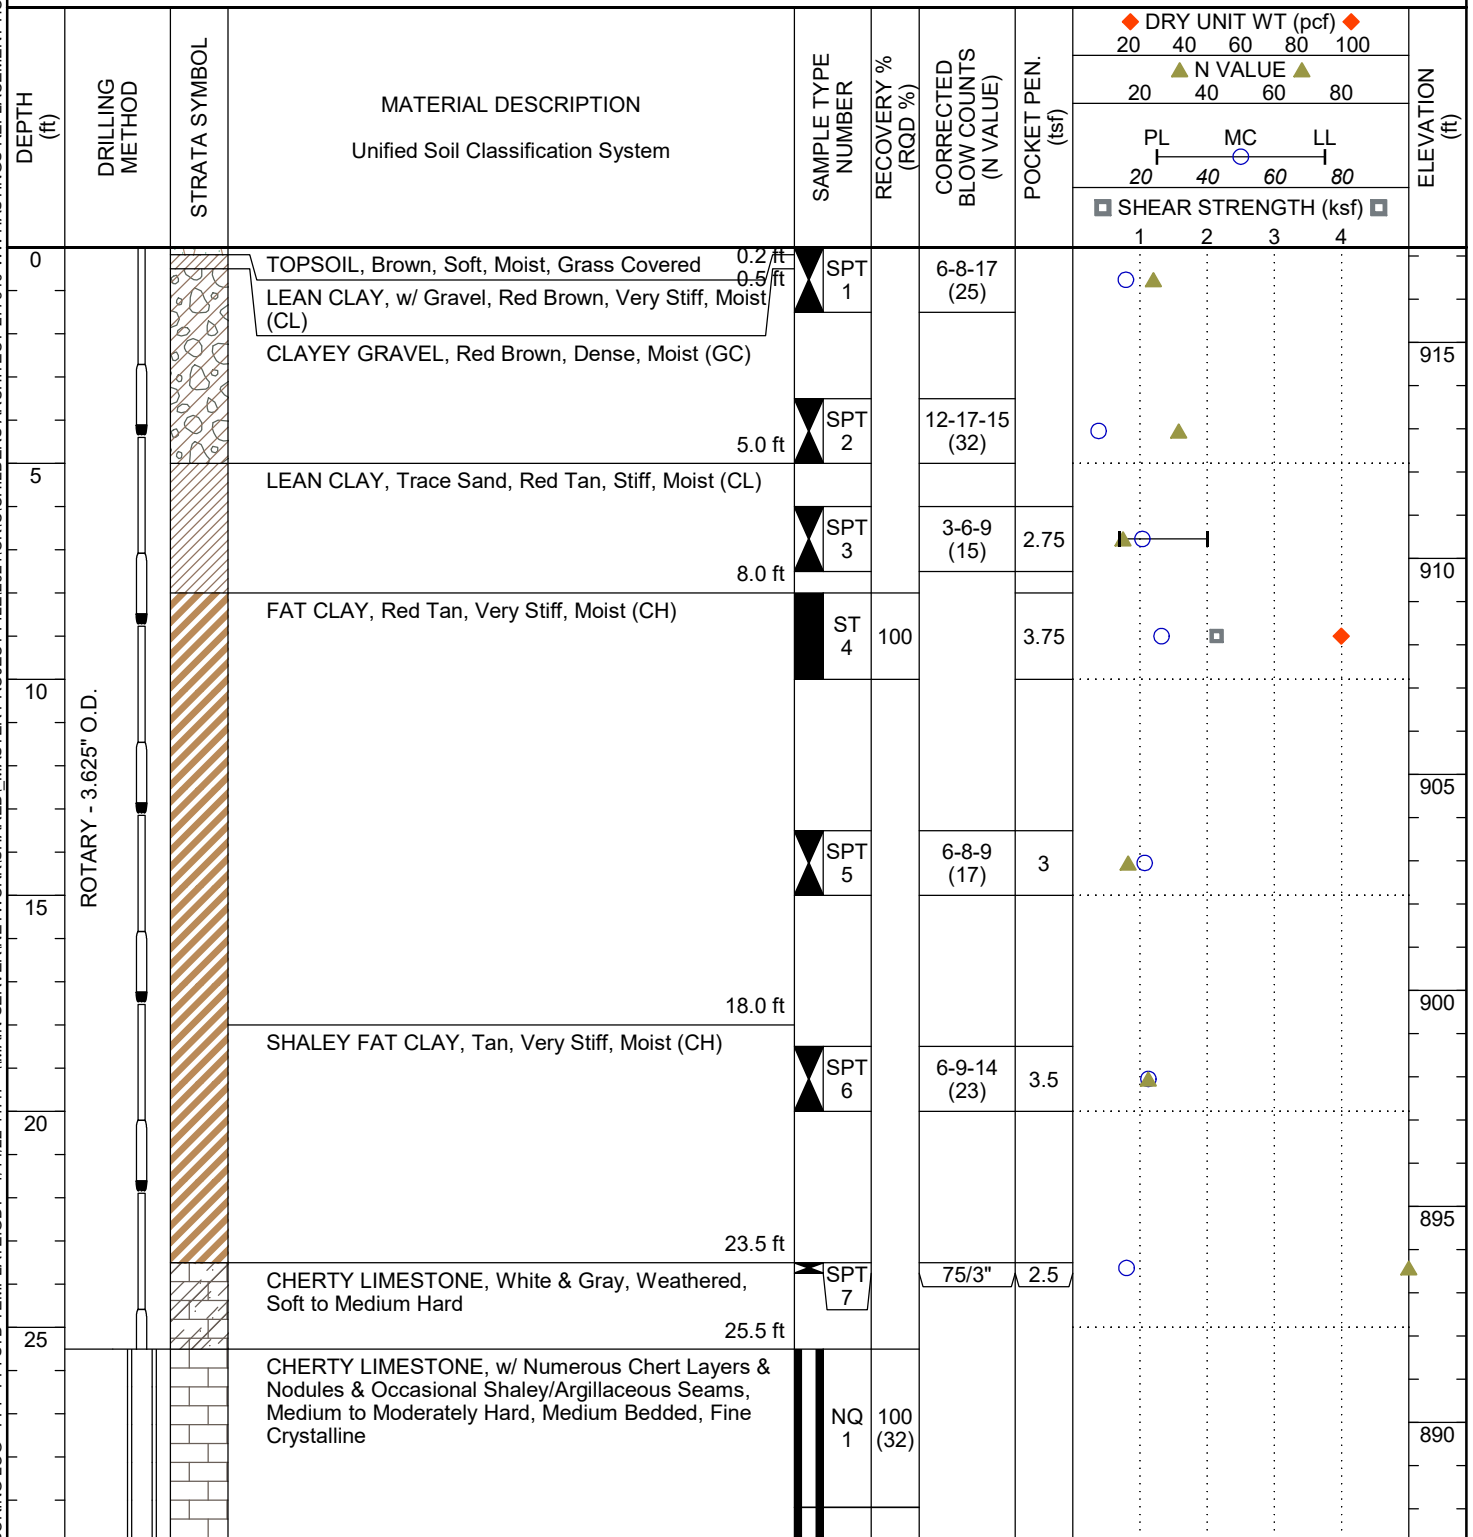 DEPTH (ft)
DRILLING METHOD
STRATA SYMBOL
MATERIAL DESCRIPTION
Unified Soil Classification System
SAMPLE TYPE NUMBER
RECOVERY % (RQD %)
CORRECTED BLOW COUNTS (N VALUE)
POCKET PEN. (tsf)
DRY UNIT WT (pcf)
20 40 60 80 100
N VALUE
20 40 60 80
PL MC LL
20 40 60 80
SHEAR STRENGTH (ksf)
1 2 3 4
ELEVATION (ft)
0
TOPSOIL, Brown, Soft, Moist, Grass Covered 0.2 ft
0.5 ft
LEAN CLAY, w/ Gravel, Red Brown, Very Stiff, Moist
(CL)
SPT 1
6-8-17
(25)
CLAYEY GRAVEL, Red Brown, Dense, Moist (GC)
915
SPT 2
12-17-15
(32)
5.0 ft
5
LEAN CLAY, Trace Sand, Red Tan, Stiff, Moist (CL)
SPT 3
3-6-9
(15)
2.75
910
8.0 ft
FAT CLAY, Red Tan, Very Stiff, Moist (CH)
ST 4
100
3.75
10
ROTARY - 3.625" O.D.
905
SPT 5
6-8-9
(17)
3
15
900
18.0 ft
SHALEY FAT CLAY, Tan, Very Stiff, Moist (CH)
SPT 6
6-9-14
(23)
3.5
20
895
23.5 ft
CHERTY LIMESTONE, White & Gray, Weathered,
Soft to Medium Hard
SPT 7
75/3"
2.5
25.5 ft
25
CHERTY LIMESTONE, w/ Numerous Chert Layers &
Nodules & Occasional Shaley/Argillaceous Seams,
Medium to Moderately Hard, Medium Bedded, Fine
Crystalline
NQ 1
100
(32)
890